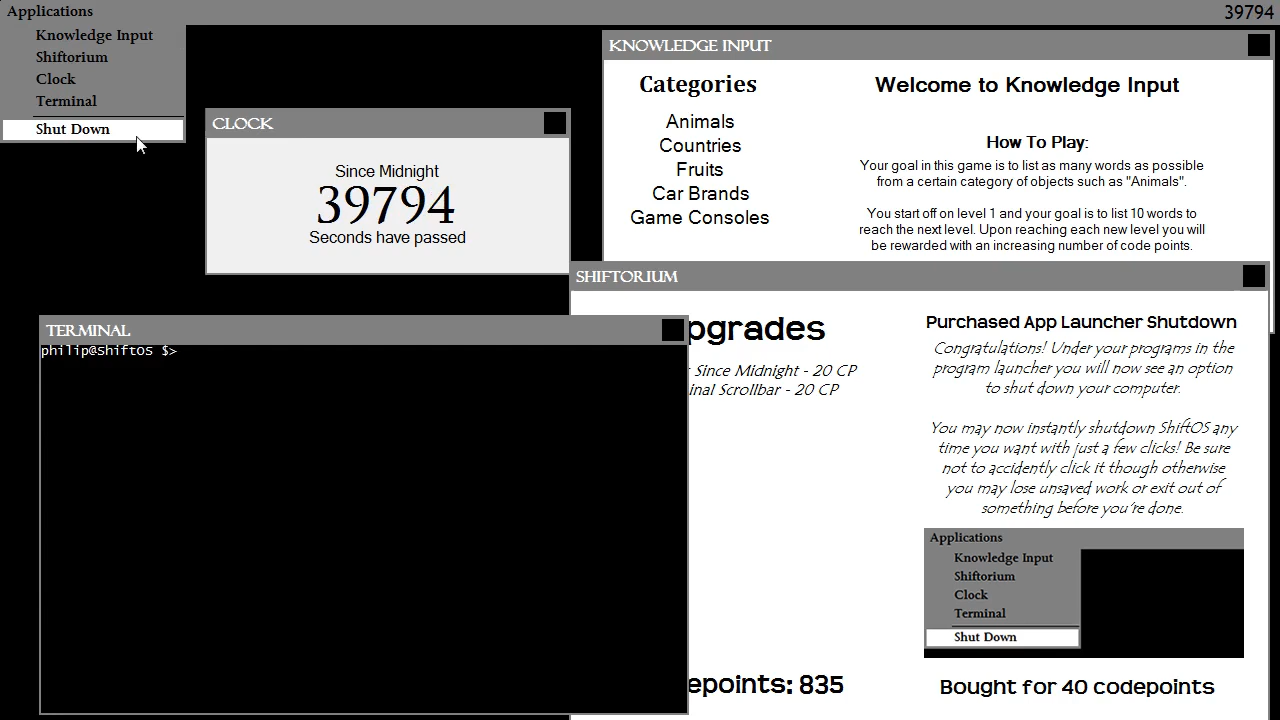 Applications
39794
Knowledge Input
Shiftorium
Clock
Terminal
Shut Down
CLOCK
Since Midnight
39794
Seconds have passed
KNOWLEDGE INPUT
Categories
Animals
Countries
Fruits
Car Brands
Game Consoles
Welcome to Knowledge Input
How To Play:
Your goal in this game is to list as many words as possible
from a certain category of objects such as "Animals".
You start off on level 1 and your goal is to list 10 words to
reach the next level. Upon reaching each new level you will
be rewarded with an increasing number of code points.
SHIFTORIUM
pgrades
Since Midnight - 20 CP
inal Scrollbar - 20 CP
epoints: 835
Purchased App Launcher Shutdown
Congratulations! Under your programs in the
program launcher you will now see an option
to shut down your computer.
You may now instantly shutdown ShiftOS any
time you want with just a few clicks! Be sure
not to accidently click it though otherwise
you may lose unsaved work or exit out of
something before you're done.
Applications
Knowledge Input
Shiftorium
Clock
Terminal
Shut Down
Bought for 40 codepoints
TERMINAL
philip@shiftos $>